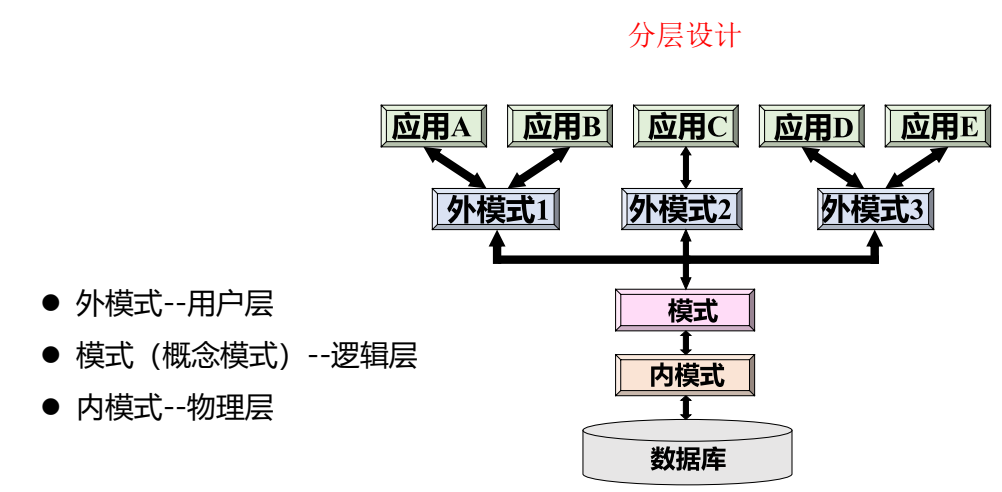 分层设计
应用A 应用B 应用C 应用D 应用E
外模式1 外模式2 外模式3
● 外模式--用户层
● 模式（概念模式）--逻辑层
● 内模式--物理层
模式
内模式
数据库